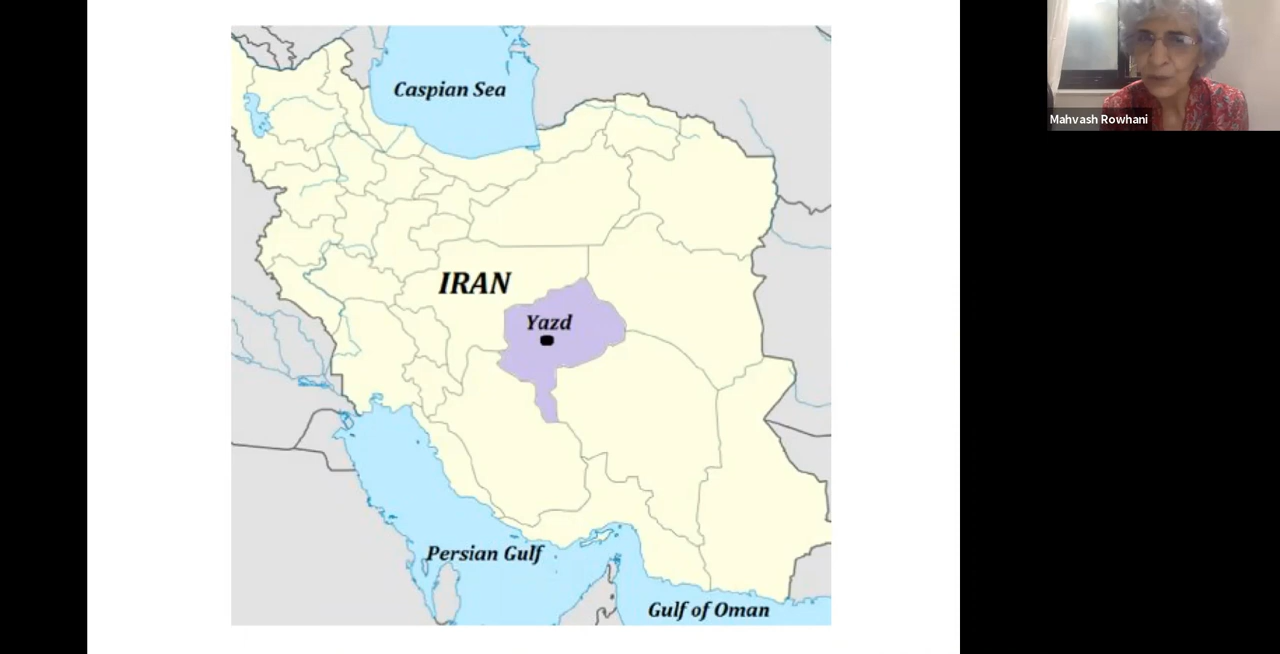 Caspian Sea
Mahvash Rowhani
IRAN
Yazd
Persian Gulf
Gulf of Oman